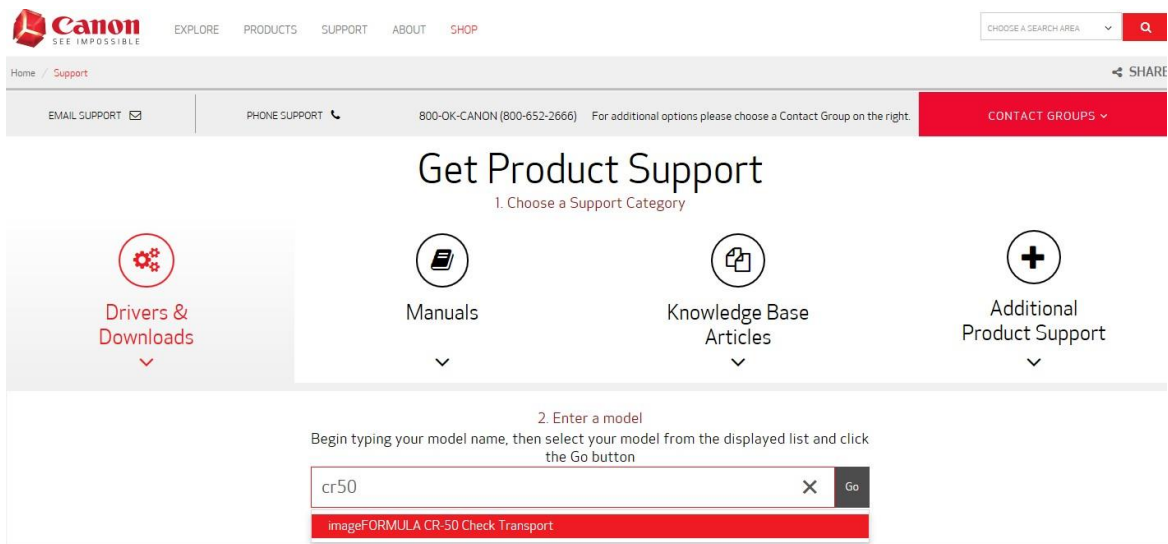 Canon
SEE IMPOSSIBLE
EXPLORE PRODUCTS SUPPORT ABOUT SHOP
CHOOSE A SEARCH AREA
Home / Support
SHARE
EMAIL SUPPORT
PHONE SUPPORT
800-OK-CANON (800-652-2666) For additional options please choose a Contact Group on the right.
CONTACT GROUPS
Get Product Support
1. Choose a Support Category
Drivers &
Downloads
Manuals
Knowledge Base
Articles
Additional
Product Support
2. Enter a model
Begin typing your model name, then select your model from the displayed list and click
the Go button
cr50
Go
imageFORMULA CR-50 Check Transport